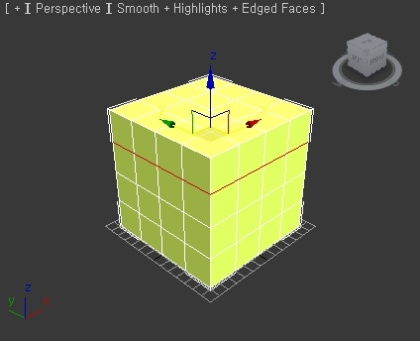 [ + ] Perspective ] Smooth + Highlights + Edged Faces ]
z
z
y
x